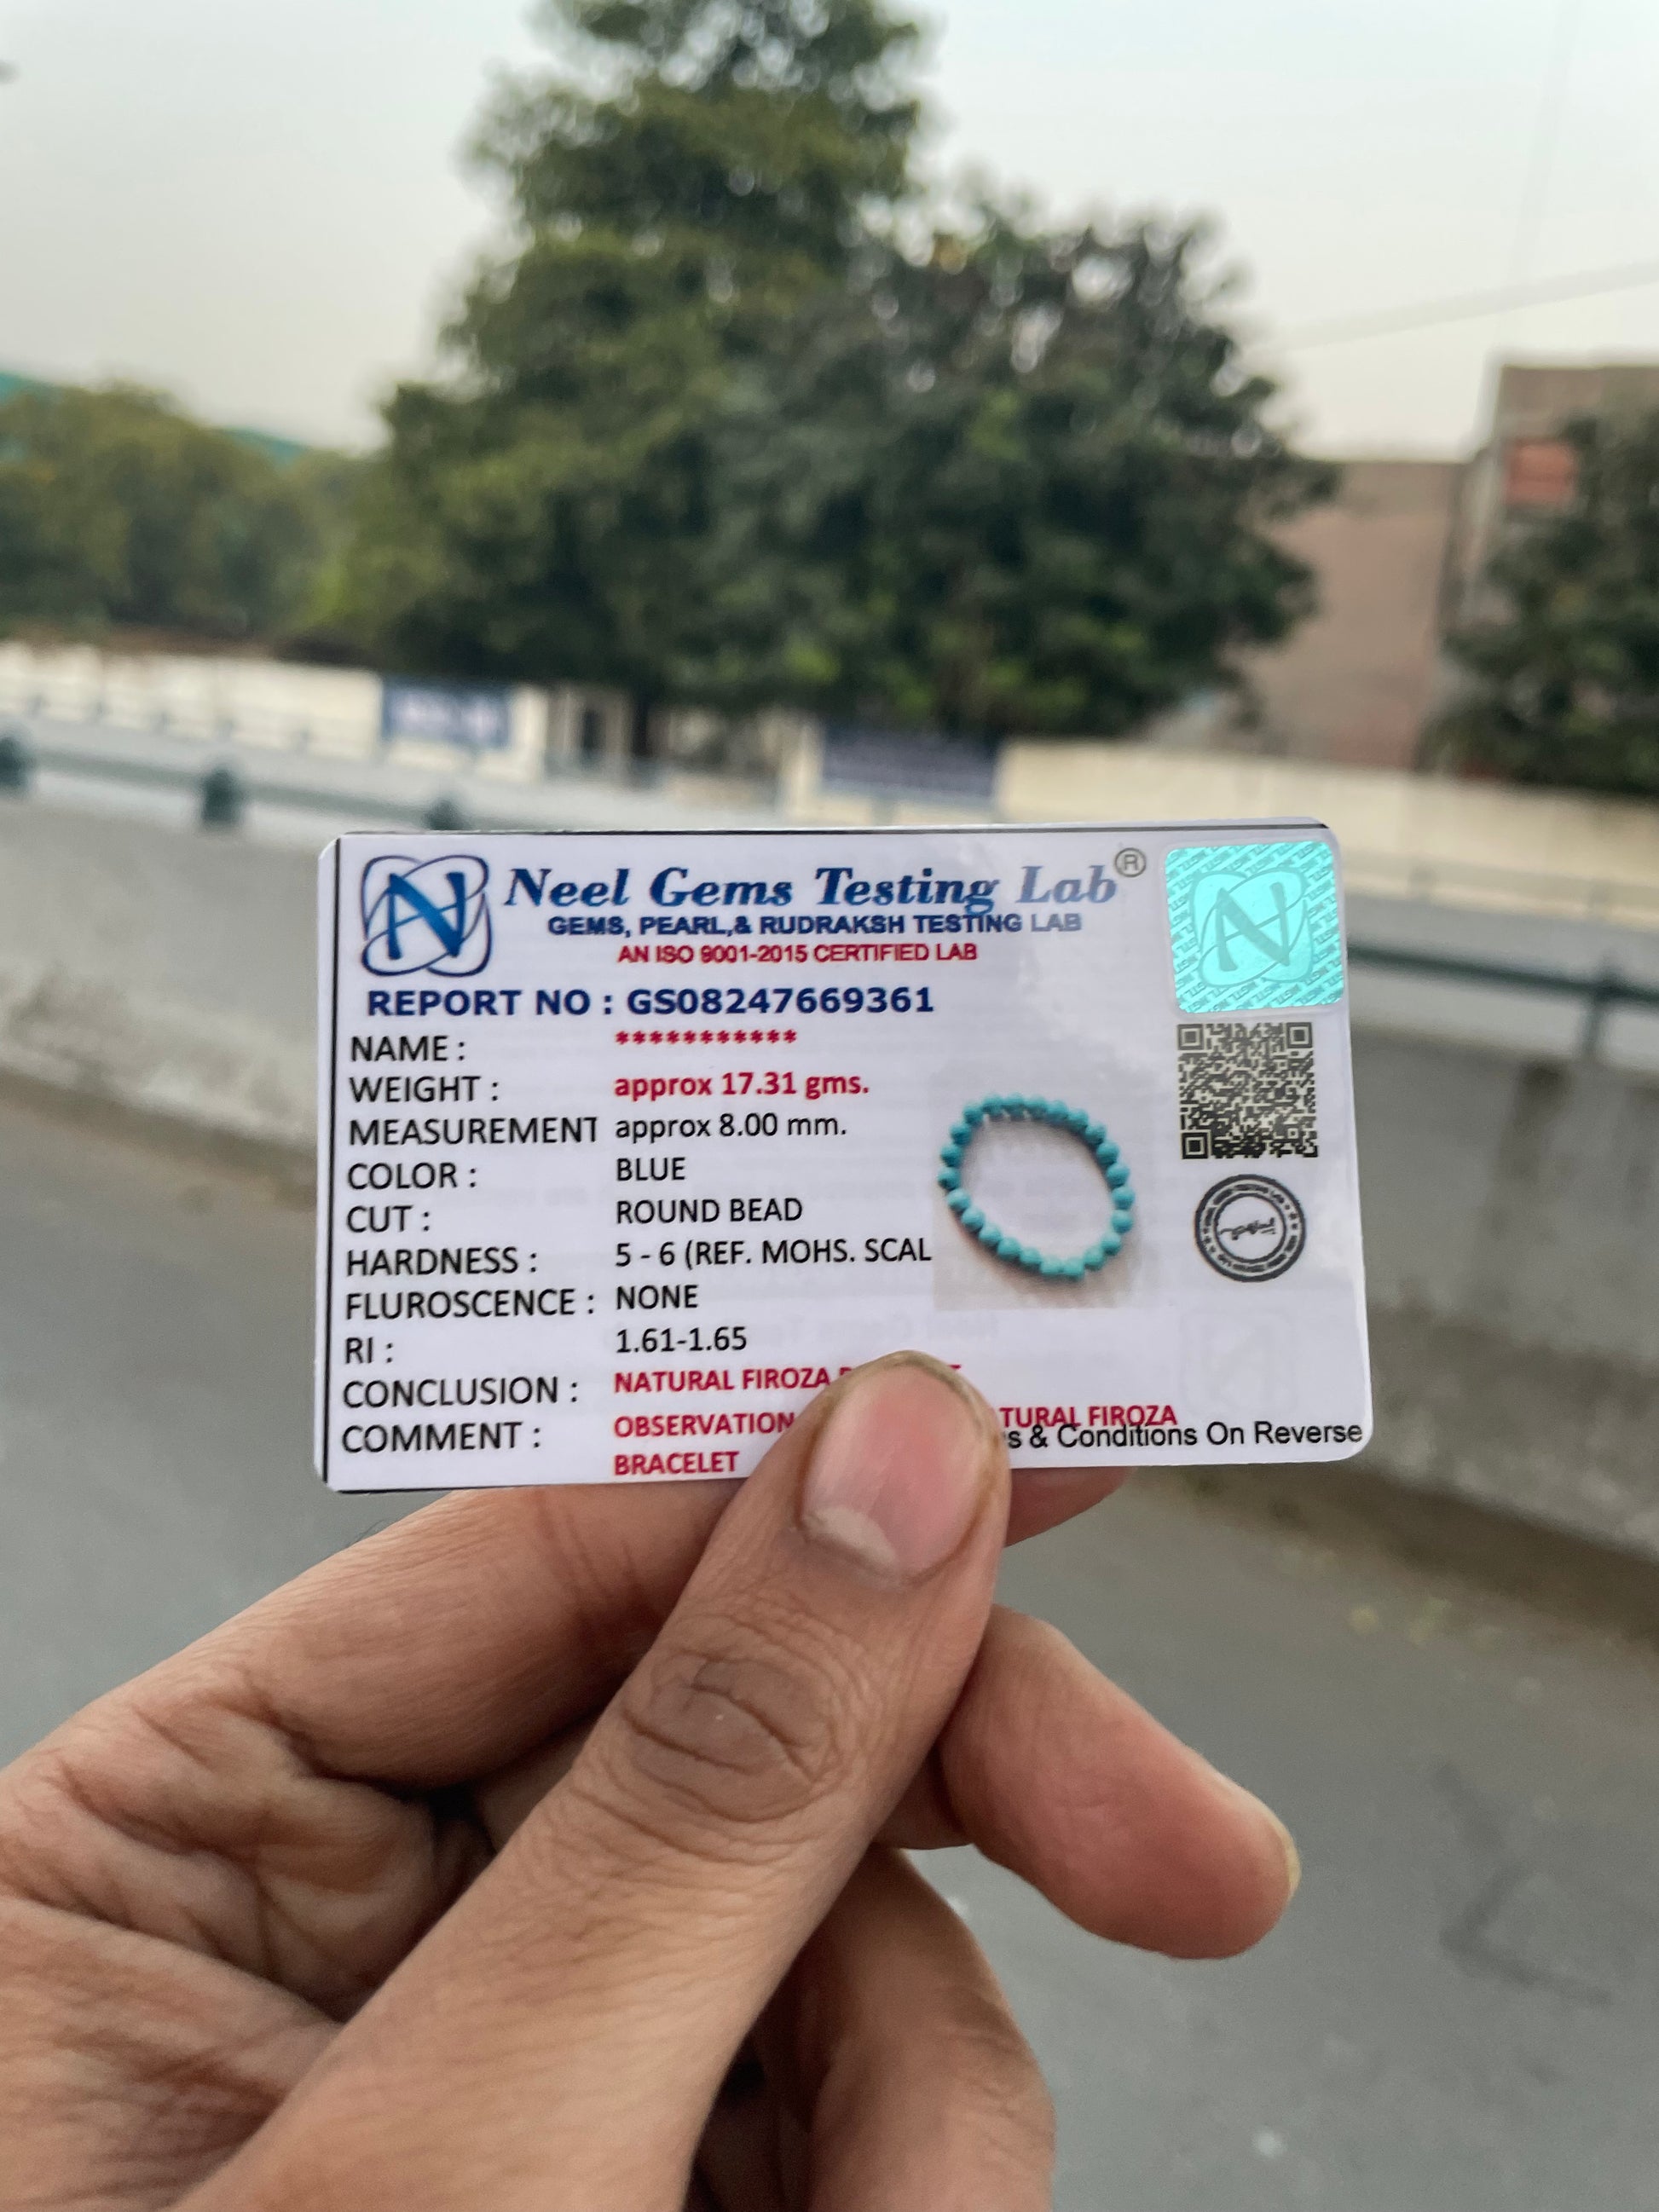 Neel Gems Testing Lab®
GEMS, PEARL,& RUDRAKSH TESTING LAB
AN ISO 9001-2015 CERTIFIED LAB
REPORT NO : GS08247669361
NAME : ***********
WEIGHT : approx 17.31 gms.
MEASUREMENT approx 8.00 mm.
COLOR : BLUE
CUT : ROUND BEAD
HARDNESS : 5 - 6 (REF. MOHS. SCAL
FLUROSCENCE : NONE
RI : 1.61-1.65
CONCLUSION : NATURAL FIROZA
COMMENT : OBSERVATION TURAL FIROZA
s & Conditions On Reverse
BRACELET